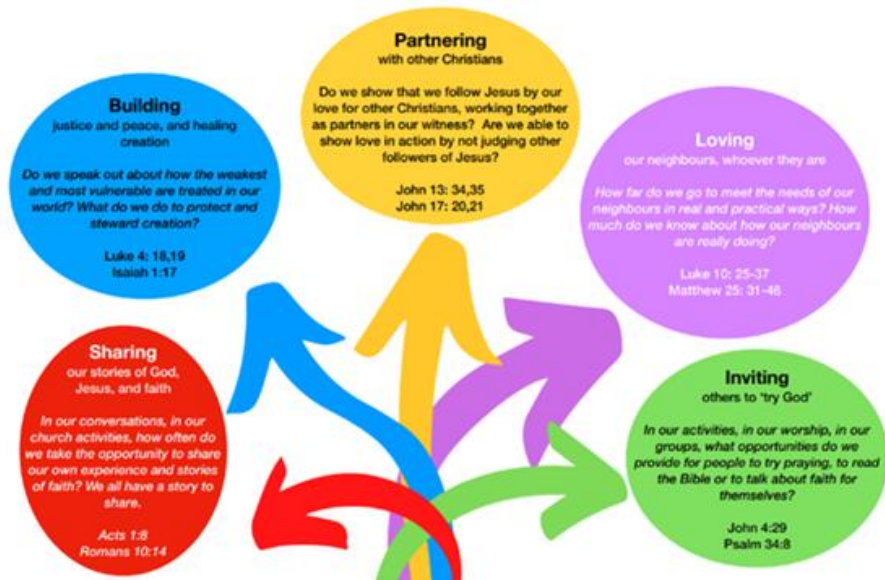 Partnering
with other Christians
Do we show that we follow Jesus by our
love for other Christians, working together
as partners in our witness? Are we able to
show love in action by not judging other
followers of Jesus?
John 13: 34,35
John 17: 20,21
Building
justice and peace, and healing
creation
Do we speak out about how the weakest
and most vulnerable are treated in our
world? What do we do to protect and
steward creation?
Luke 4: 18,19
Isaiah 1:17
Loving
our neighbours, whoever they are
How far do we go to meet the needs of our
neighbours in real and practical ways? How
much do we know about how our neighbours
are really doing?
Luke 10: 25-37
Matthew 25: 31-46
Sharing
our stories of God,
Jesus, and faith
In our conversations, in our
church activities, how often do
we take the opportunity to share
our own experience and stories
of faith? We all have a story to
share.
Acts 1:8
Romans 10:14
Inviting
others to 'try God'
In our activities, in our worship, in our
groups, what opportunities do we
provide for people to try praying, to read
the Bible or to talk about faith for
themselves?
John 4:29
Psalm 34:8